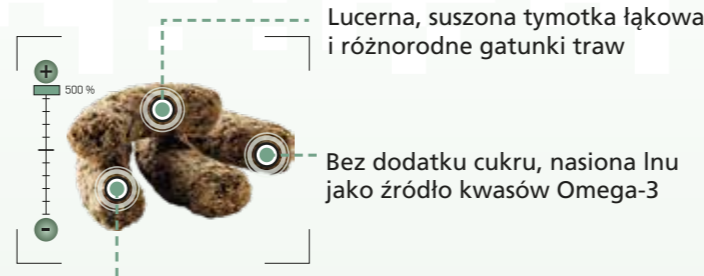 Lucerna, suszona tymotka łąkowa
i różnorodne gatunki traw
+
500 %
Bez dodatku cukru, nasiona lnu
jako źródło kwasów Omega-3
-